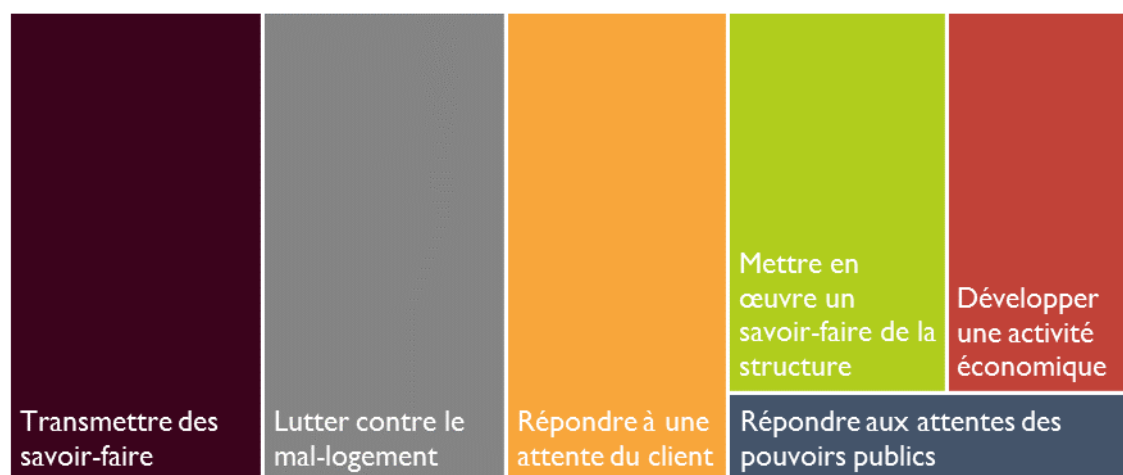 Transmettre des
savoir-faire
Lutter contre le
mal-logement
Répondre à une
attente du client
Mettre en
œuvre un
savoir-faire de la
structure
Développer
une activité
économique
Répondre aux attentes des
pouvoirs publics